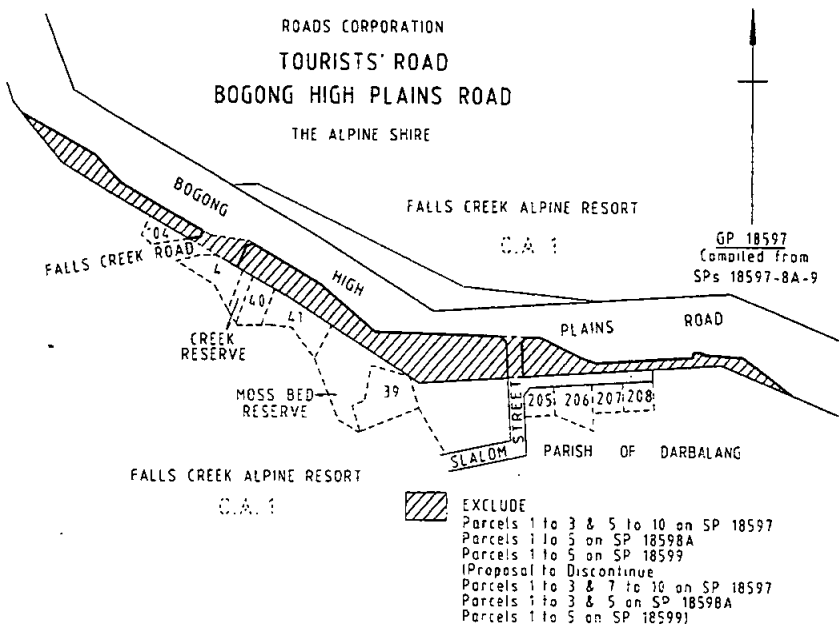 ROADS CORPORATION
TOURISTS' ROAD
BOGONG HIGH PLAINS ROAD
THE ALPINE SHIRE
BOGONG
HIGH
PLAINS
ROAD
FALLS CREEK ALPINE RESORT
C.A. 1
GP 18597
Compiled from
SPs 18597-8A-9
404
FALLS CREEK ROAD
4
40
41
CREEK
RESERVE
MOSS BED
RESERVE
39
STREET
205
206
207
208
SLALOM
PARISH OF DARBALANG
FALLS CREEK ALPINE RESORT
C.A. 1
EXCLUDE
Parcels 1 to 3 & 5 to 10 on SP 18597
Parcels 1 to 5 on SP 18598A
Parcels 1 to 5 on SP 18599
(Proposal to Discontinue
Parcels 1 to 3 & 7 to 10 on SP 18597
Parcels 1 to 3 & 5 on SP 18598A
Parcels 1 to 5 on SP 18599)